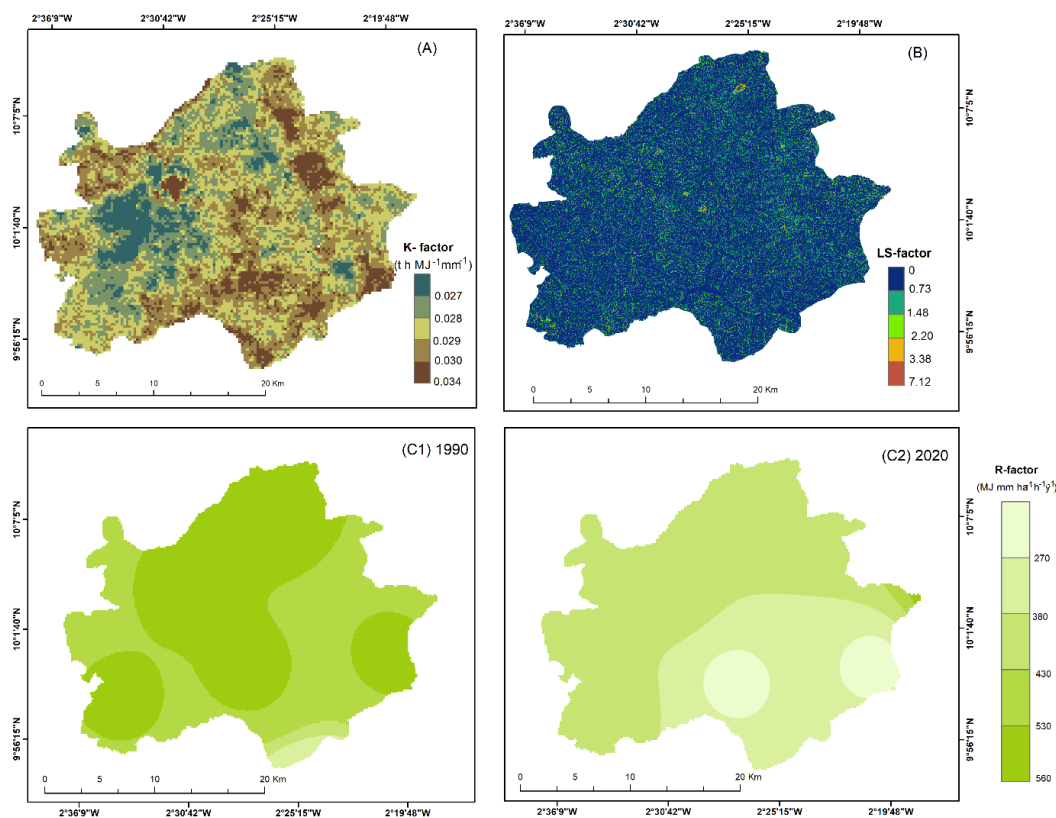 2°36'9"W 2°30'42"W 2°25'15"W 2°19'48"W
2°36'9"W 2°30'42"W 2°25'15"W 2°19'48"W
(A)
(B)
10°7'5"N
10°1'40"N
9°56'15"N
K- factor
(t h MJ⁻¹mm⁻¹)
0.027
0.028
0.029
0.030
0.034
0 5 10 20 Km
10°7'5"N
10°1'40"N
9°56'15"N
LS-factor
0
0.73
1.48
2.20
3.38
7.12
0 5 10 20 Km
(C1) 1990
10°7'5"N
10°1'40"N
9°56'15"N
0 5 10 20 Km
2°36'9"W 2°30'42"W 2°25'15"W 2°19'48"W
(C2) 2020
10°7'5"N
10°1'40"N
9°56'15"N
0 5 10 20 Km
2°36'9"W 2°30'42"W 2°25'15"W 2°19'48"W
R-factor
(MJ mm ha⁻¹h⁻¹y⁻¹)
270
380
430
530
560